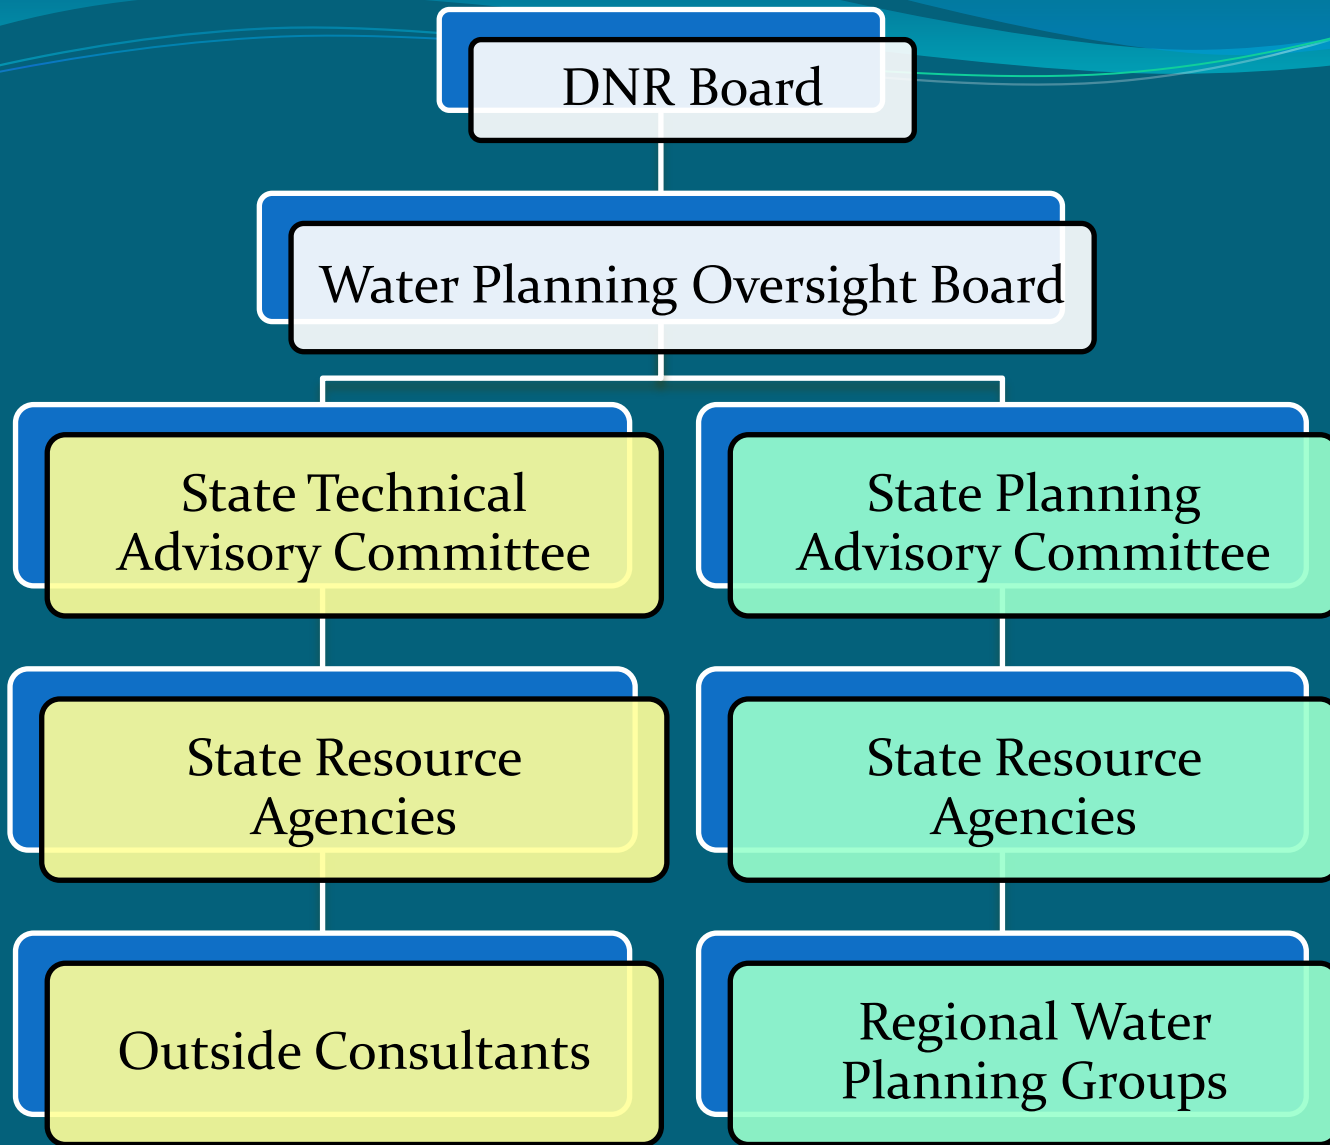 DNR Board
Water Planning Oversight Board
State Technical
Advisory Committee
State Planning
Advisory Committee
State Resource
Agencies
State Resource
Agencies
Outside Consultants
Regional Water
Planning Groups